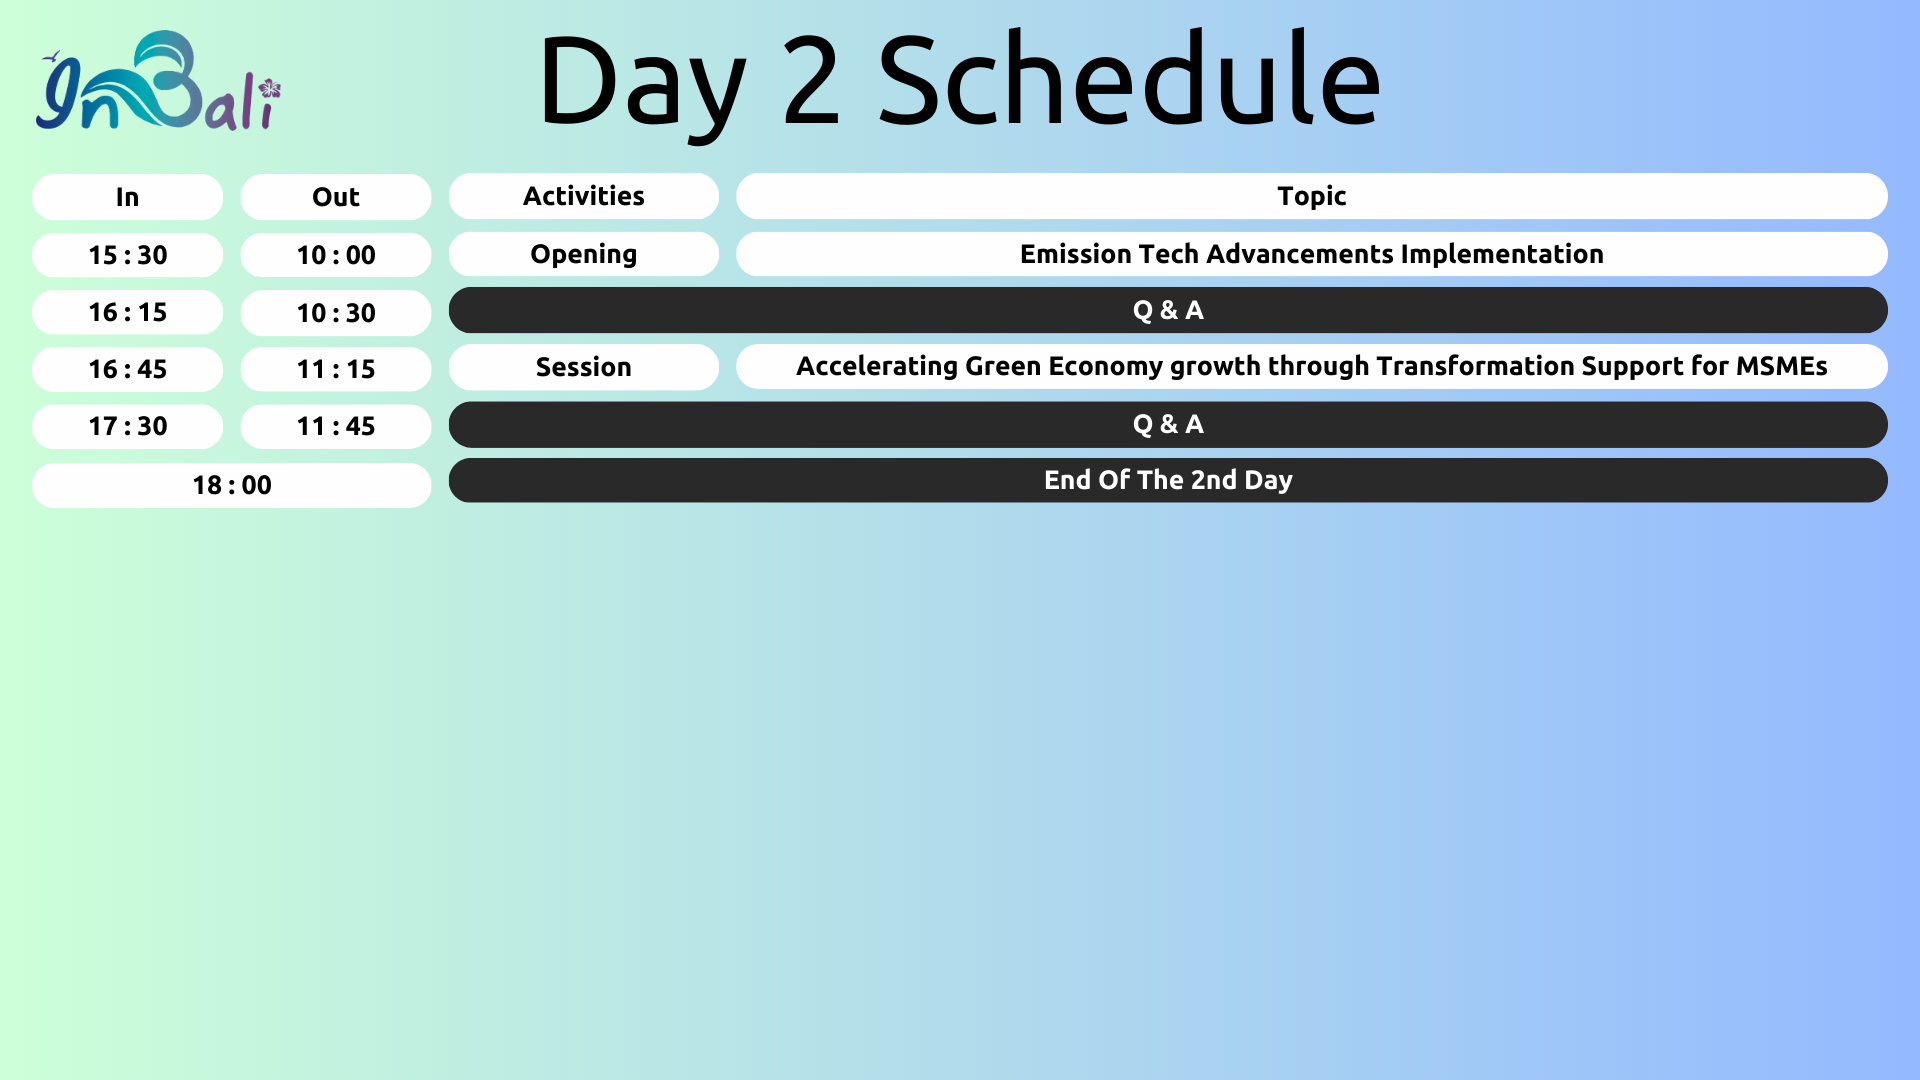 InBali
Day 2 Schedule
In Out Activities Topic
15 : 30 10 : 00 Opening Emission Tech Advancements Implementation
16 : 15 10 : 30 Q & A
16 : 45 11 : 15 Session Accelerating Green Economy growth through Transformation Support for MSMEs
17 : 30 11 : 45 Q & A
18 : 00 End Of The 2nd Day